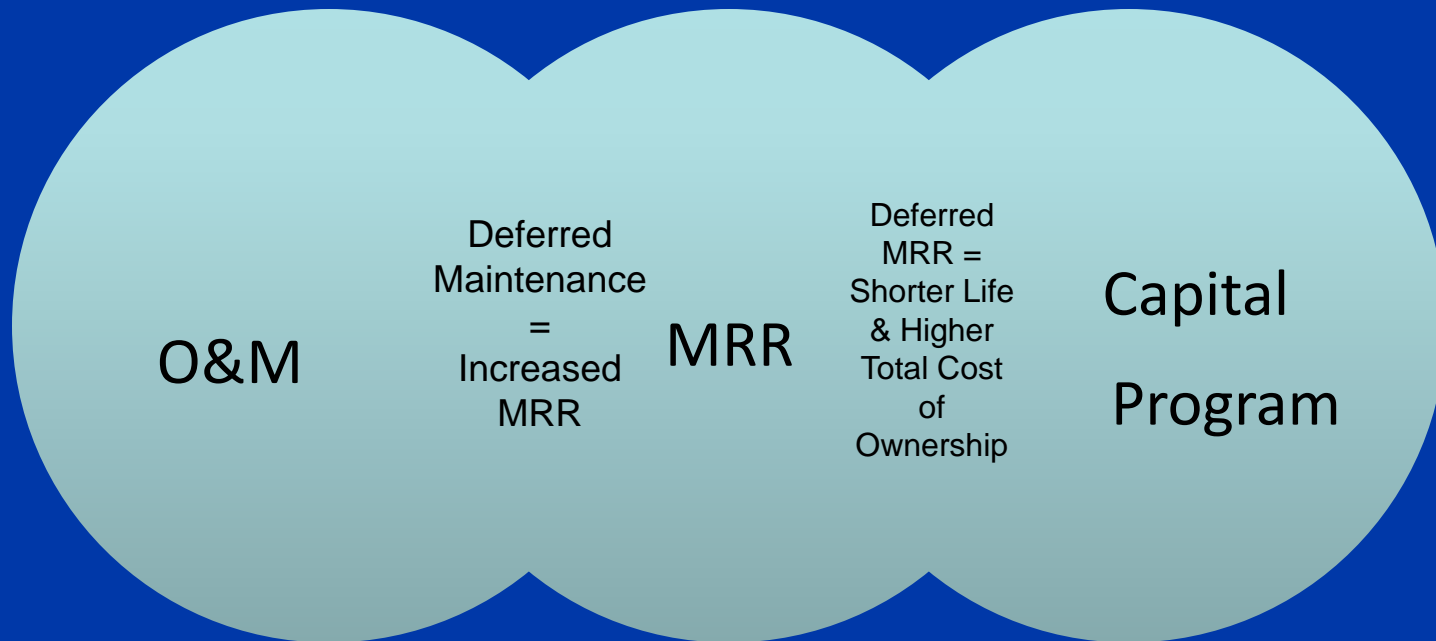 O&M
Deferred
Maintenance
=
Increased
MRR
MRR
Deferred
MRR =
Shorter Life
& Higher
Total Cost
of
Ownership
Capital
Program